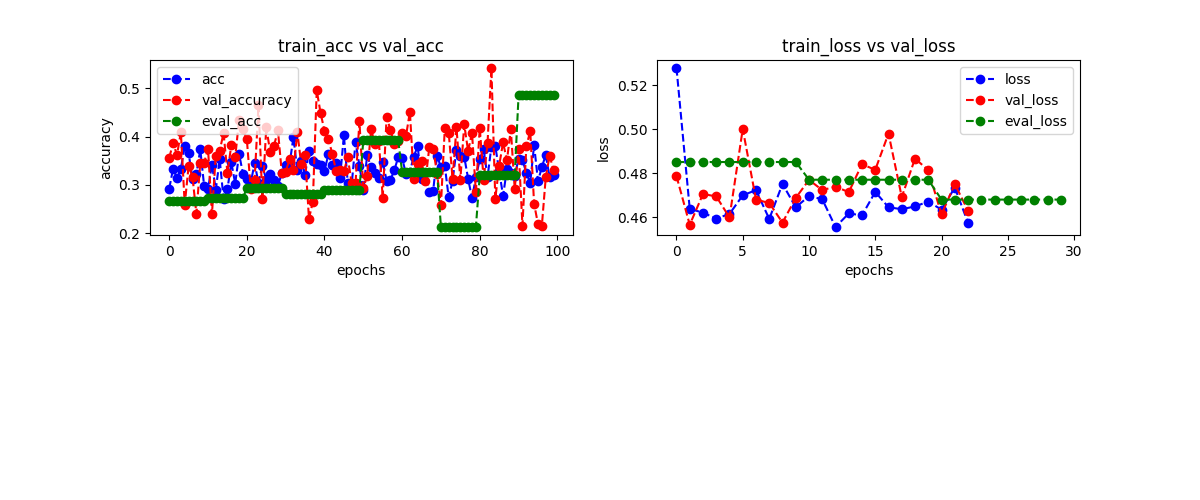 train_acc vs val_acc
acc
val_accuracy
eval_acc
accuracy
0.5
0.4
0.3
0.2
0 20 40 60 80 100
epochs
train_loss vs val_loss
loss
val_loss
eval_loss
loss
0.52
0.50
0.48
0.46
0 5 10 15 20 25 30
epochs